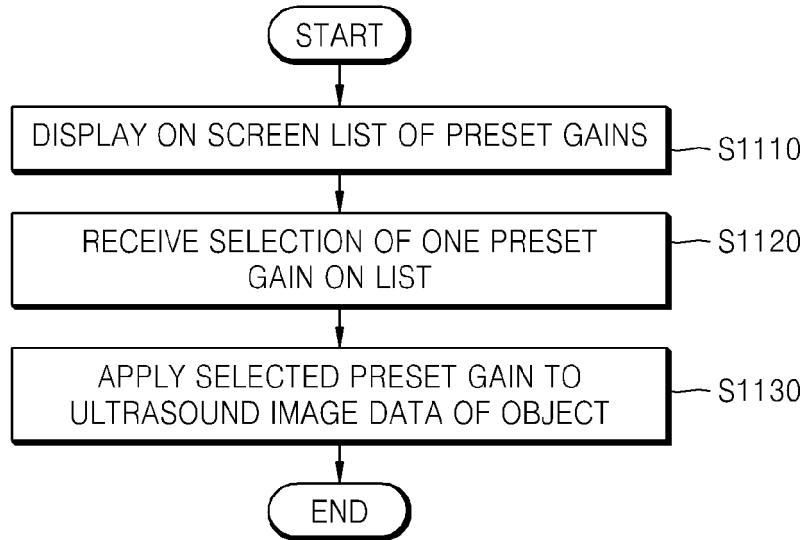 START
DISPLAY ON SCREEN LIST OF PRESET GAINS
S1110
RECEIVE SELECTION OF ONE PRESET
GAIN ON LIST
S1120
APPLY SELECTED PRESET GAIN TO
ULTRASOUND IMAGE DATA OF OBJECT
S1130
END